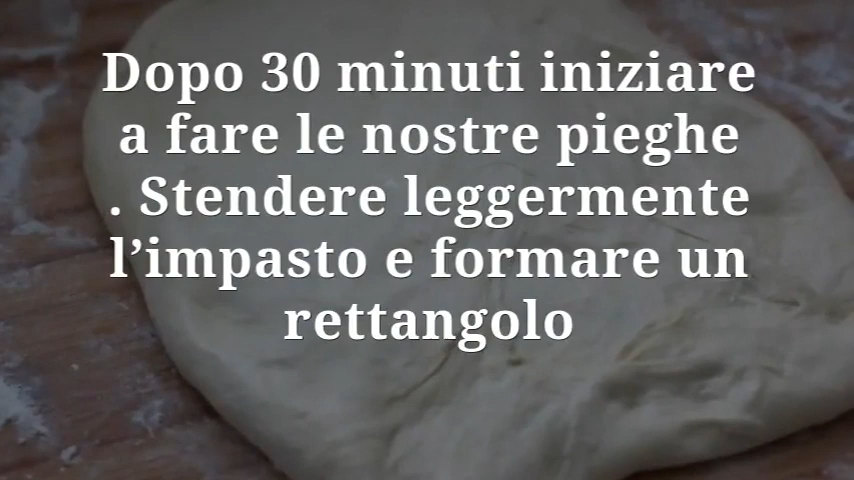 Dopo 30 minuti iniziare
a fare le nostre pieghe
. Stendere leggermente
l’impasto e formare un
rettangolo